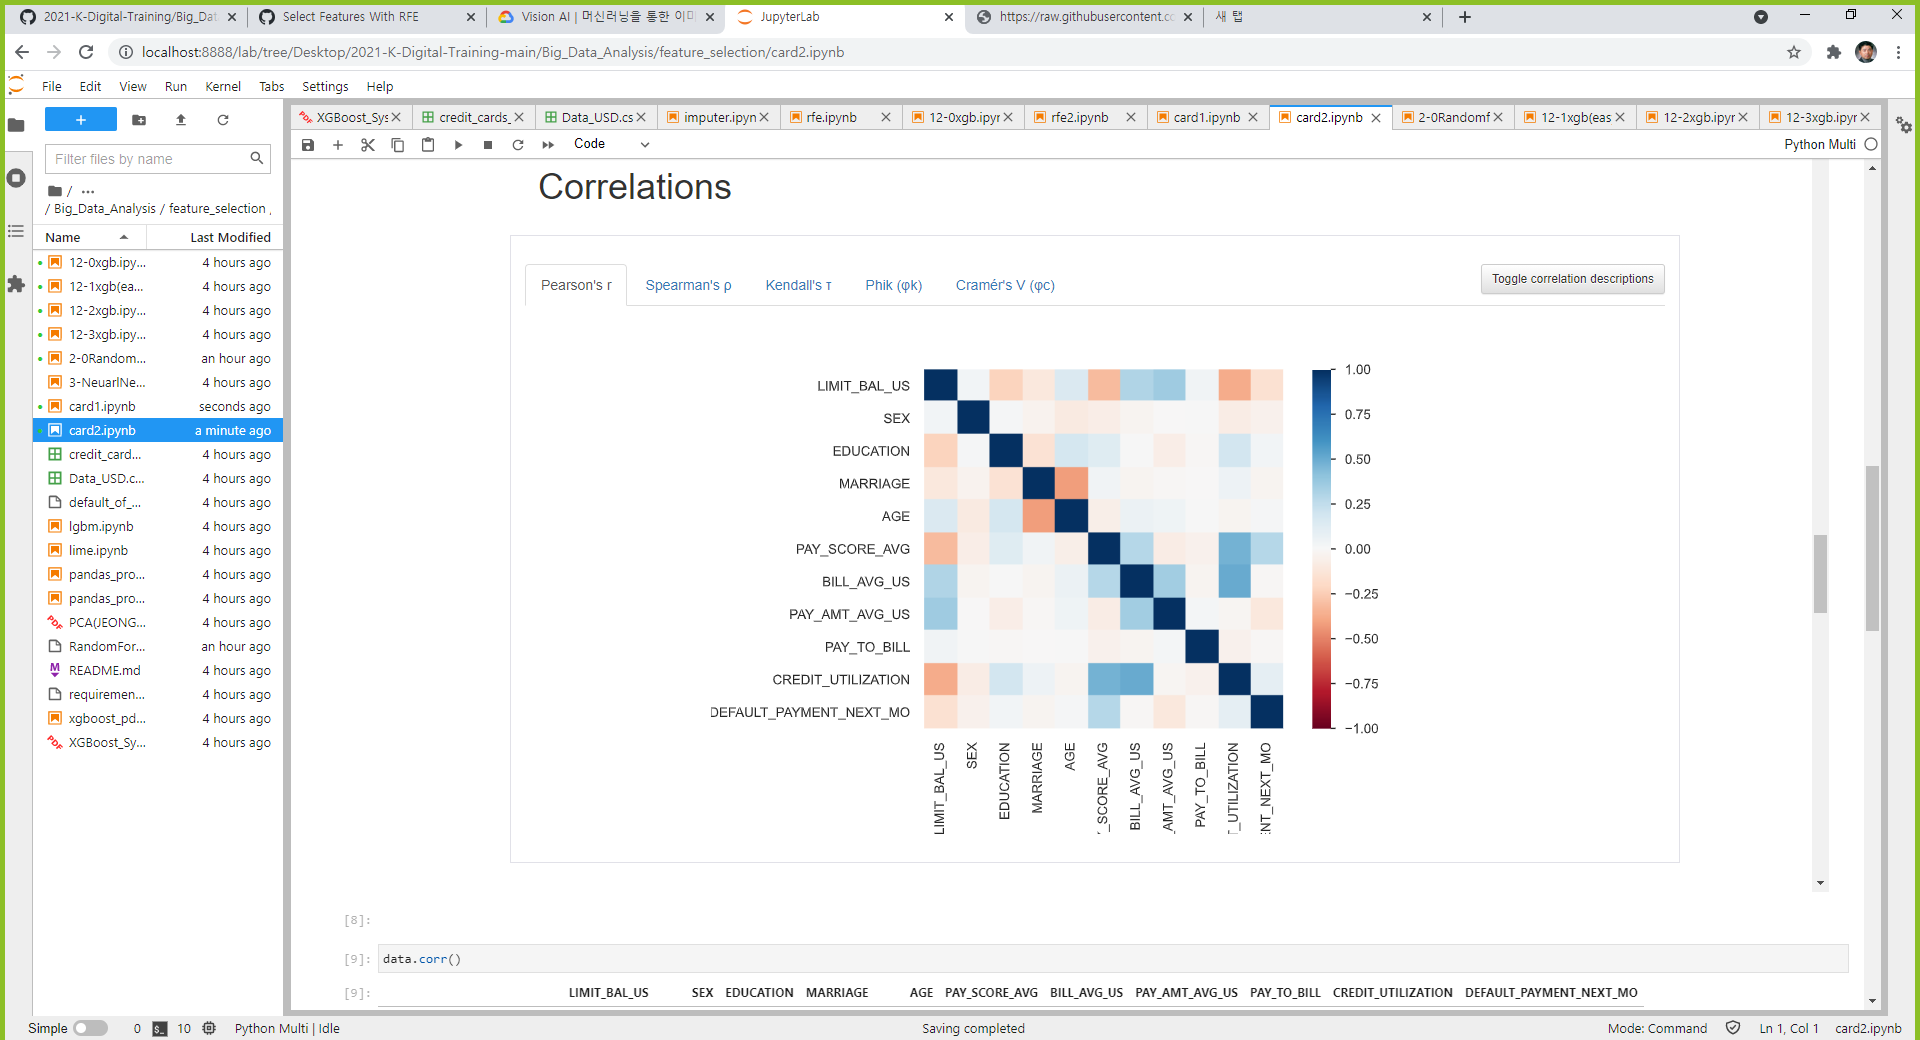 2021-K-Digital-Training/Big_Dat
Select Features With RFE
Vision AI | 머신러닝을 통한 이미
JupyterLab
https://raw.githubusercontent.cc
새 탭
localhost:8888/lab/tree/Desktop/2021-K-Digital-Training-main/Big_Data_Analysis/feature_selection/card2.ipynb
File Edit View Run Kernel Tabs Settings Help
XGBoost_Sys credit_cards_ Data_USD.cs imputer.ipyn rfe.ipynb 12-0xgb.ipyr rfe2.ipynb card1.ipynb card2.ipynb 2-0Randomf 12-1xgb(eas 12-2xgb.ipyr 12-3xgb.ipyr
Code
Python Multi
Filter files by name
/ ...
/ Big_Data_Analysis / feature_selection /
Name Last Modified
12-0xgb.ipy... 4 hours ago
12-1xgb(ea... 4 hours ago
12-2xgb.ipy... 4 hours ago
12-3xgb.ipy... 4 hours ago
2-0Random... an hour ago
3-NeuarlNe... 4 hours ago
card1.ipynb seconds ago
card2.ipynb a minute ago
credit_card... 4 hours ago
Data_USD.c... 4 hours ago
default_of_... 4 hours ago
lgbm.ipynb 4 hours ago
lime.ipynb 4 hours ago
pandas_pro... 4 hours ago
pandas_pro... 4 hours ago
PCA(JEONG... 4 hours ago
RandomFor... an hour ago
README.md 4 hours ago
requiremen... 4 hours ago
xgboost_pd... 4 hours ago
XGBoost_Sy... 4 hours ago
Correlations
Pearson's r Spearman's ρ Kendall's τ Phik (φk) Cramér's V (φc)
Toggle correlation descriptions
LIMIT_BAL_US
SEX
EDUCATION
MARRIAGE
AGE
PAY_SCORE_AVG
BILL_AVG_US
PAY_AMT_AVG_US
PAY_TO_BILL
CREDIT_UTILIZATION
DEFAULT_PAYMENT_NEXT_MO
1.00
0.75
0.50
0.25
0.00
−0.25
−0.50
−0.75
−1.00
LIMIT_BAL_US
SEX
EDUCATION
MARRIAGE
AGE
_SCORE_AVG
BILL_AVG_US
_AMT_AVG_US
PAY_TO_BILL
T_UTILIZATION
ENT_NEXT_MO
[8]:
[9]: data.corr()
[9]: LIMIT_BAL_US SEX EDUCATION MARRIAGE AGE PAY_SCORE_AVG BILL_AVG_US PAY_AMT_AVG_US PAY_TO_BILL CREDIT_UTILIZATION DEFAULT_PAYMENT_NEXT_MO
Simple 0 10 Python Multi | Idle
Saving completed
Mode: Command Ln 1, Col 1 card2.ipynb